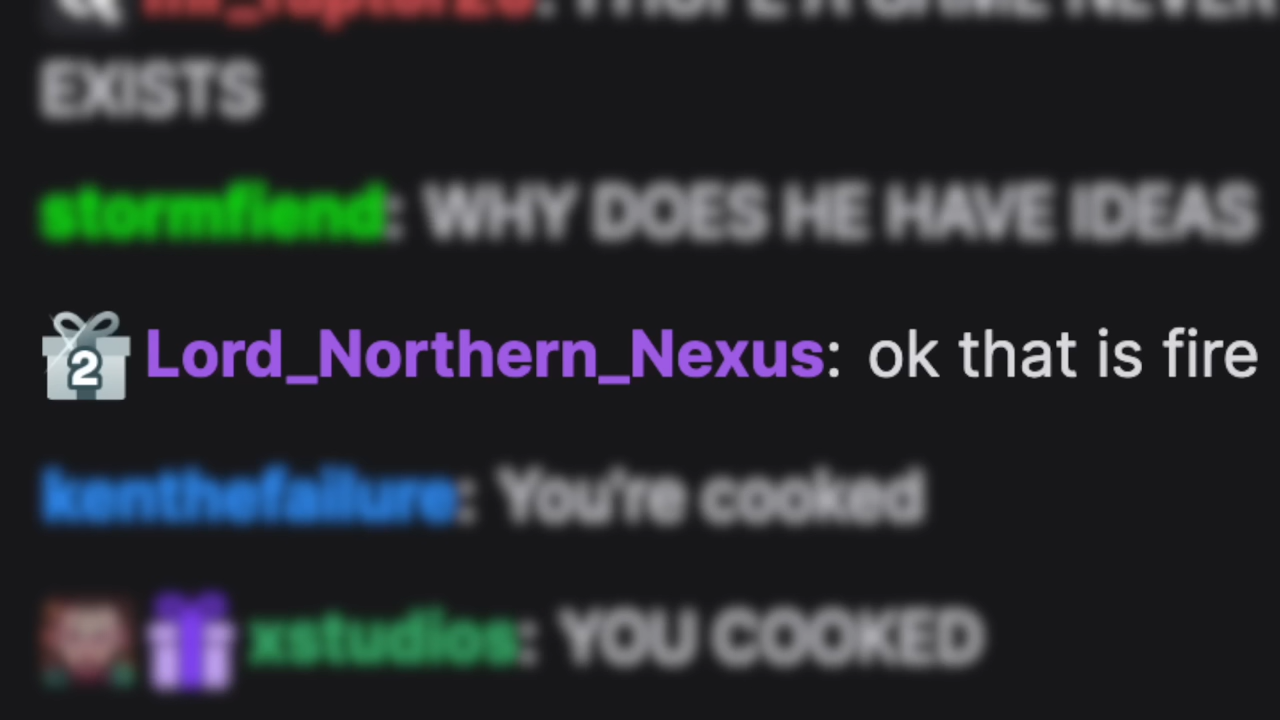 EXISTS
stormfiend: WHY DOES HE HAVE IDEAS
2 Lord_Northern_Nexus: ok that is fire
kenthefailure: You're cooked
xstudios: YOU COOKED